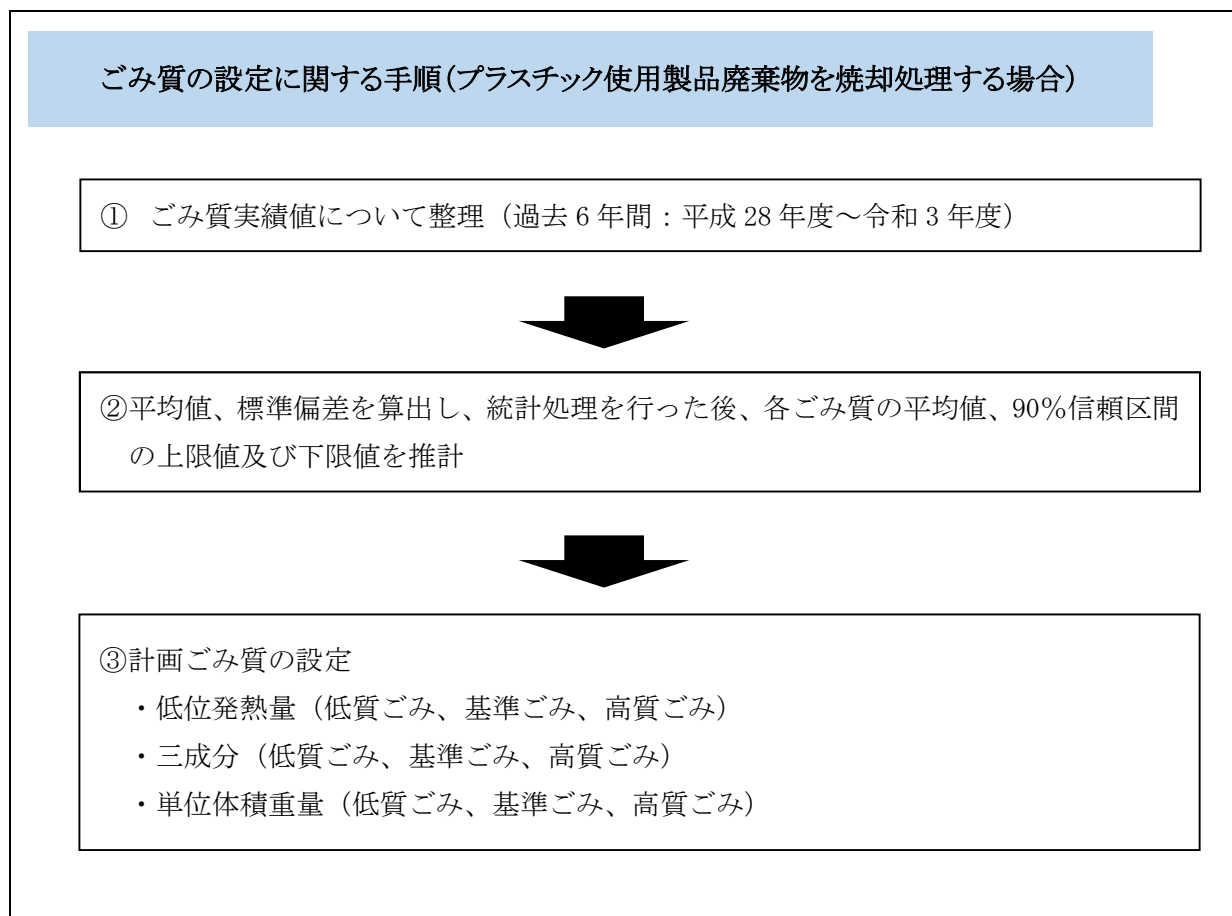 ごみ質の設定に関する手順(プラスチック使用製品廃棄物を焼却処理する場合)
① ごみ質実績値について整理（過去 6 年間：平成 28 年度～令和 3 年度）
②平均値、標準偏差を算出し、統計処理を行った後、各ごみ質の平均値、90％信頼区間
の上限値及び下限値を推計
③計画ごみ質の設定
・低位発熱量（低質ごみ、基準ごみ、高質ごみ）
・三成分（低質ごみ、基準ごみ、高質ごみ）
・単位体積重量（低質ごみ、基準ごみ、高質ごみ）